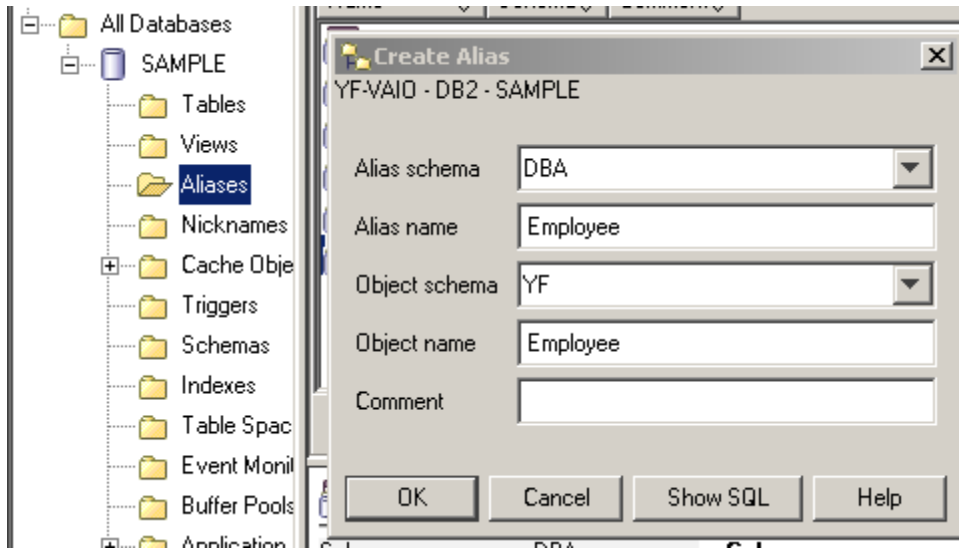 All Databases
SAMPLE
Tables
Views
Aliases
Nicknames
Cache Obje
Triggers
Schemas
Indexes
Table Spac
Event Monit
Buffer Pools
Application
Create Alias
YF-VAIO - DB2 - SAMPLE
Alias schema DBA
Alias name Employee
Object schema YF
Object name Employee
Comment
OK Cancel Show SQL Help
DBA